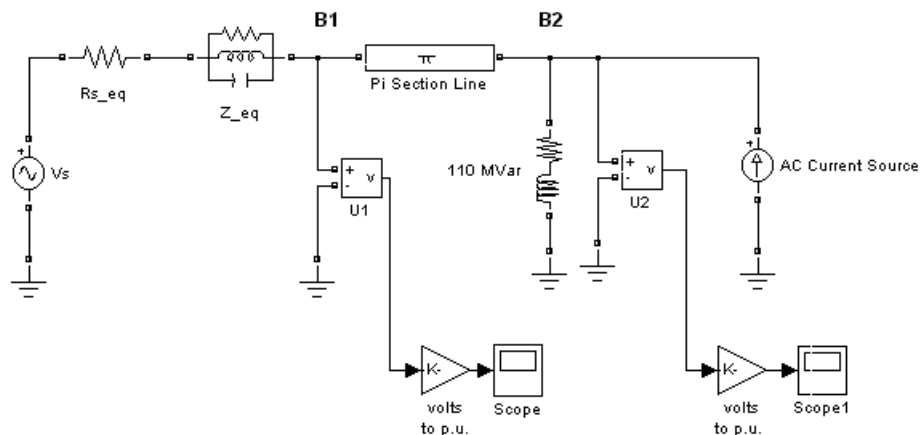 B1
B2
π
Pi Section Line
Rs_eq
Z_eq
+
Vs
+
-
v
U1
110 MVar
+
-
v
U2
+
AC Current Source
K-
volts
to p.u.
Scope
K-
volts
to p.u.
Scope1